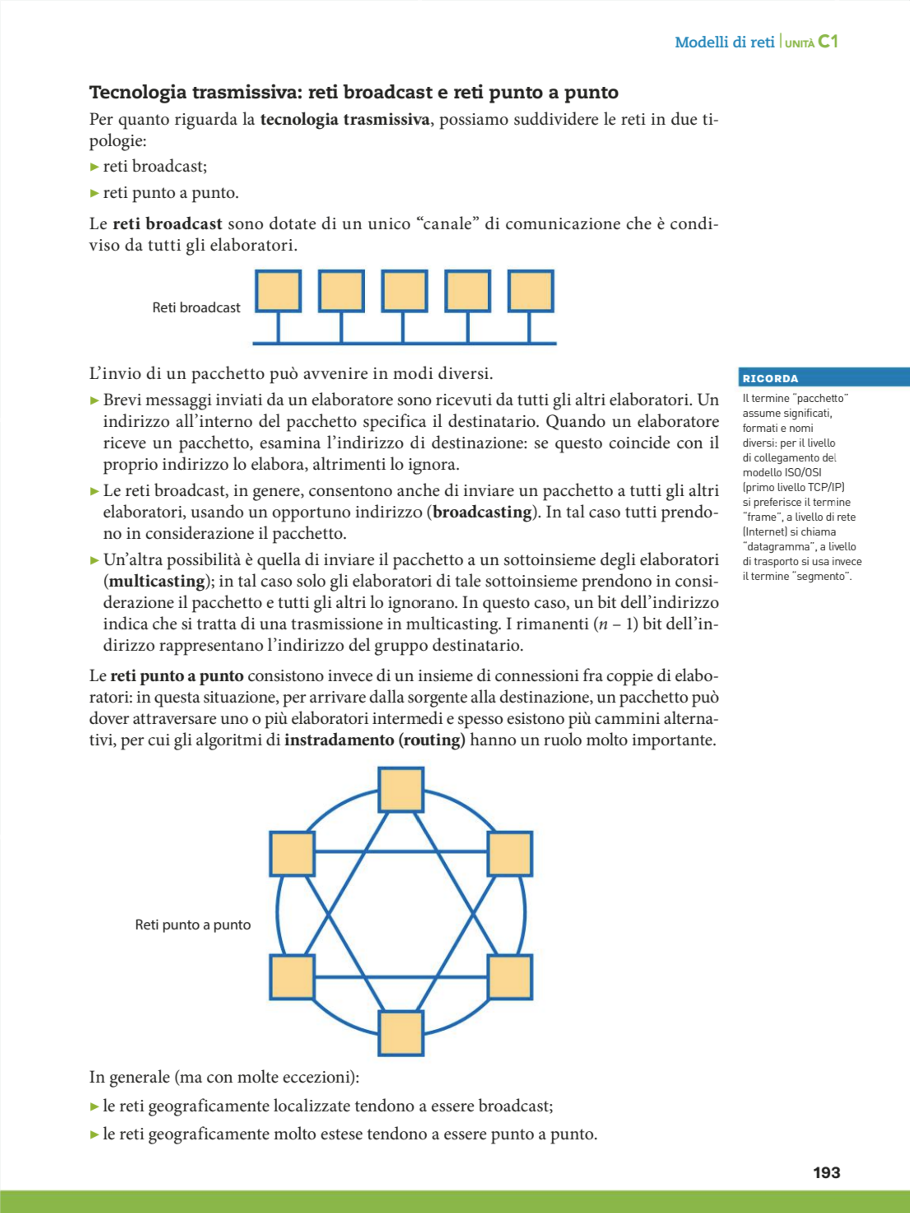 Modelli di reti | UNITÀ C1
Tecnologia trasmissiva: reti broadcast e reti punto a punto
Per quanto riguarda la tecnologia trasmissiva, possiamo suddividere le reti in due ti-
pologie:
► reti broadcast;
► reti punto a punto.
Le reti broadcast sono dotate di un unico “canale” di comunicazione che è condi-
viso da tutti gli elaboratori.
Reti broadcast
L’invio di un pacchetto può avvenire in modi diversi.
► Brevi messaggi inviati da un elaboratore sono ricevuti da tutti gli altri elaboratori. Un
indirizzo all’interno del pacchetto specifica il destinatario. Quando un elaboratore
riceve un pacchetto, esamina l’indirizzo di destinazione: se questo coincide con il
proprio indirizzo lo elabora, altrimenti lo ignora.
► Le reti broadcast, in genere, consentono anche di inviare un pacchetto a tutti gli altri
elaboratori, usando un opportuno indirizzo (broadcasting). In tal caso tutti prendo-
no in considerazione il pacchetto.
► Un’altra possibilità è quella di inviare il pacchetto a un sottoinsieme degli elaboratori
(multicasting); in tal caso solo gli elaboratori di tale sottoinsieme prendono in consi-
derazione il pacchetto e tutti gli altri lo ignorano. In questo caso, un bit dell’indirizzo
indica che si tratta di una trasmissione in multicasting. I rimanenti (n – 1) bit dell’in-
dirizzo rappresentano l’indirizzo del gruppo destinatario.
RICORDA
Il termine “pacchetto”
assume significati,
formati e nomi
diversi: per il livello
di collegamento del
modello ISO/OSI
(primo livello TCP/IP)
si preferisce il termine
“frame”, a livello di rete
(Internet) si chiama
“datagramma”, a livello
di trasporto si usa invece
il termine “segmento”.
Le reti punto a punto consistono invece di un insieme di connessioni fra coppie di elabo-
ratori: in questa situazione, per arrivare dalla sorgente alla destinazione, un pacchetto può
dover attraversare uno o più elaboratori intermedi e spesso esistono più cammini alterna-
tivi, per cui gli algoritmi di instradamento (routing) hanno un ruolo molto importante.
Reti punto a punto
In generale (ma con molte eccezioni):
► le reti geograficamente localizzate tendono a essere broadcast;
► le reti geograficamente molto estese tendono a essere punto a punto.
193